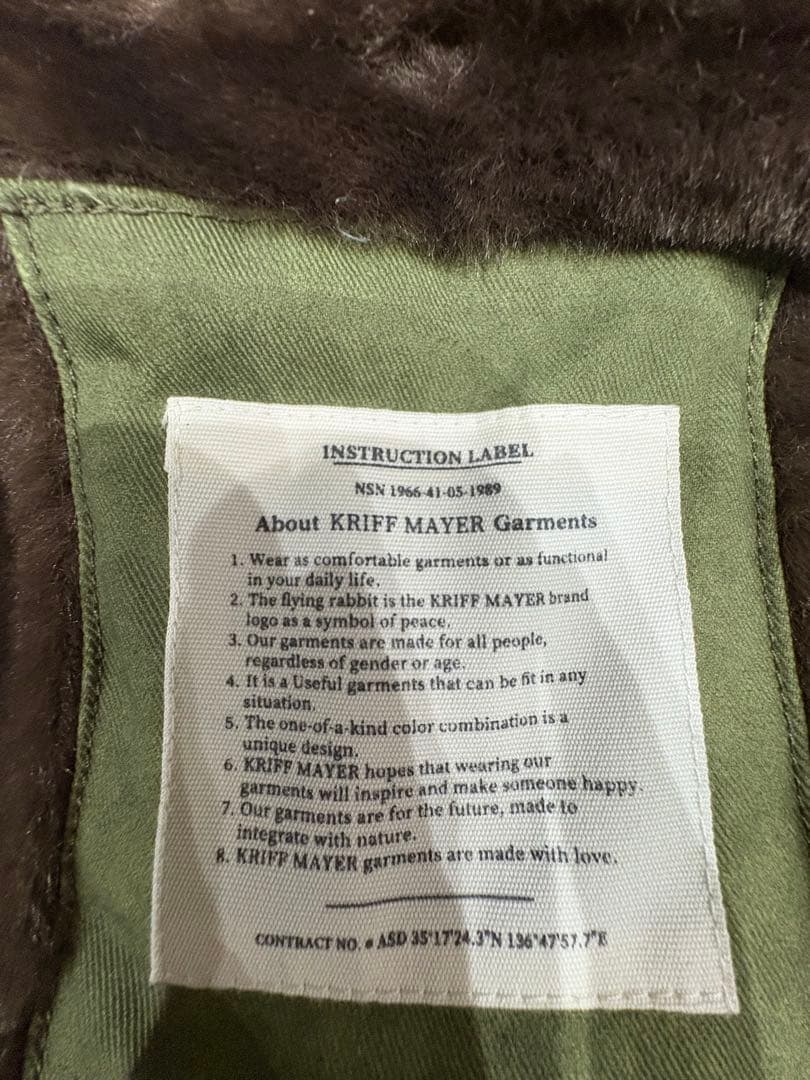 INSTRUCTION LABEL
NSN 1966-41-05-1989
About KRIFF MAYER Garments
1. Wear as comfortable garments or as functional
in your daily life.
2. The flying rabbit is the KRIFF MAYER brand
logo as a symbol of peace.
3. Our garments are made for all people,
regardless of gender or age.
4. It is a Useful garments that can be fit in any
situation.
5. The one-of-a-kind color combination is a
unique design.
6. KRIFF MAYER hopes that wearing our
garments will inspire and make someone happy.
7. Our garments are for the future, made to
integrate with nature.
8. KRIFF MAYER garments are made with love.
CONTRACT NO. # ASD 35°17'24.3"N 136°47'57.7"E